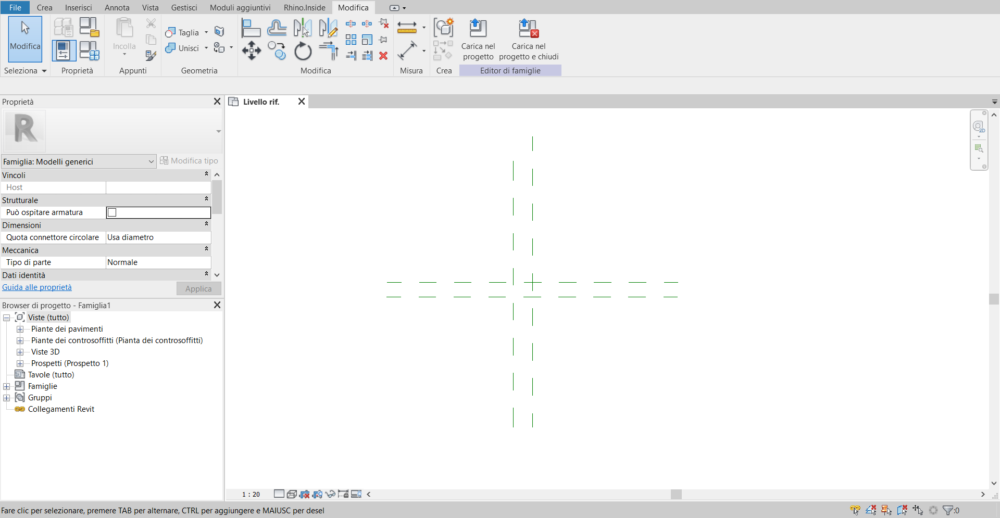 File Crea Inserisci Annota Vista Gestisci Moduli aggiuntivi Rhino.Inside Modifica
Modifica
Seleziona
Proprietà
Incolla
Appunti
Taglia
Unisci
Geometria
Modifica
Misura
Crea
Carica nel
progetto
Carica nel
progetto e chiudi
Editor di famiglie
Proprietà
R
Famiglia: Modelli generici
Modifica tipo
Vincoli
Host
Strutturale
Può ospitare armatura
Dimensioni
Quota connettore circolare Usa diametro
Meccanica
Tipo di parte Normale
Dati identità
Guida alle proprietà
Applica
Browser di progetto - Famiglia1
Viste (tutto)
Piante dei pavimenti
Piante dei controsoffitti (Pianta dei controsoffitti)
Viste 3D
Prospetti (Prospetto 1)
Tavole (tutto)
Famiglie
Gruppi
Collegamenti Revit
Livello rif.
2D
1 : 20
Fare clic per selezionare, premere TAB per alternare, CTRL per aggiungere e MAIUSC per desel
:0